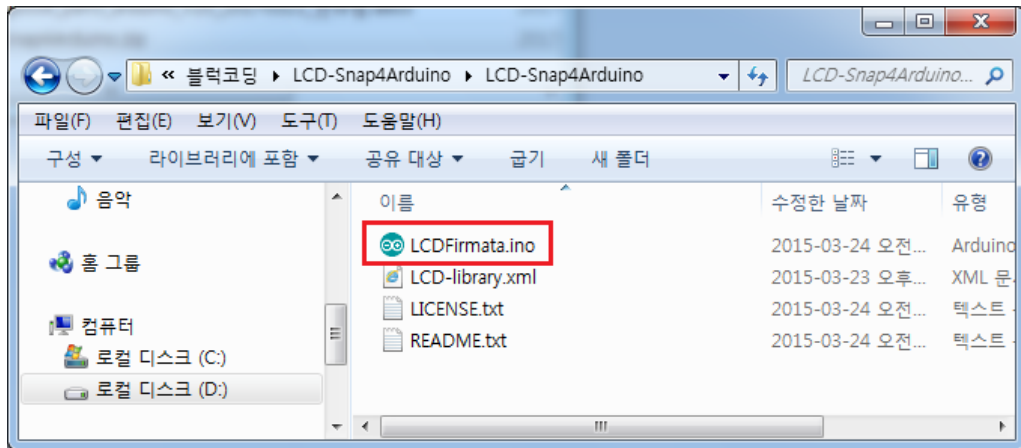 « 블럭코딩 ▸ LCD-Snap4Arduino ▸ LCD-Snap4Arduino
LCD-Snap4Arduino...
파일(F) 편집(E) 보기(V) 도구(T) 도움말(H)
구성 라이브러리에 포함 공유 대상 굽기 새 폴더
음악
홈 그룹
컴퓨터
로컬 디스크 (C:)
로컬 디스크 (D:)
이름 수정한 날짜 유형
LCDFirmata.ino 2015-03-24 오전... Arduino
LCD-library.xml 2015-03-23 오후... XML 문
LICENSE.txt 2015-03-24 오전... 텍스트
README.txt 2015-03-24 오전... 텍스트